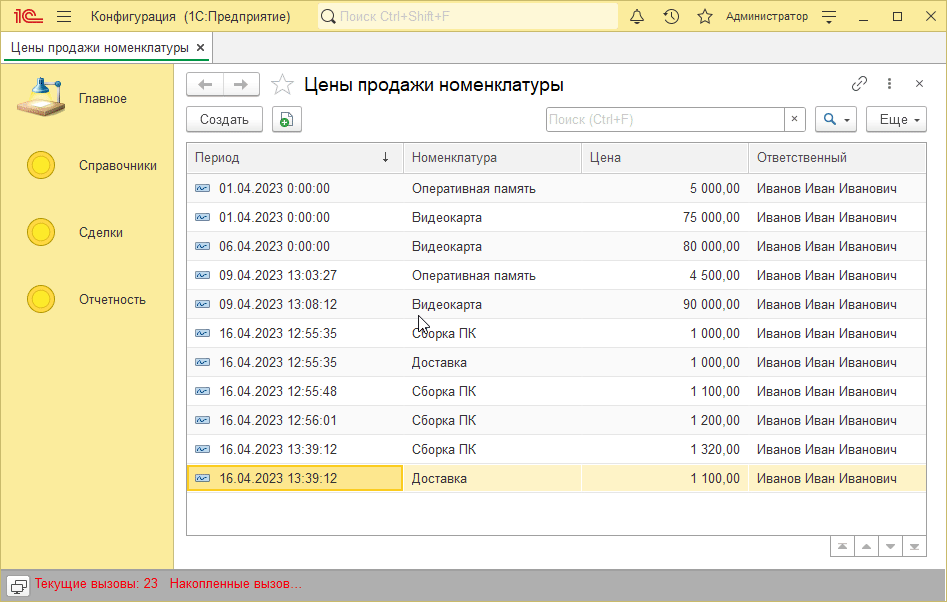 1С Конфигурация (1С:Предприятие) Поиск Ctrl+Shift+F Администратор
Цены продажи номенклатуры ×
Главное
Справочники
Сделки
Отчетность
Цены продажи номенклатуры
Создать Поиск (Ctrl+F) × Еще
Период ↓ Номенклатура Цена Ответственный
01.04.2023 0:00:00 Оперативная память 5 000,00 Иванов Иван Иванович
01.04.2023 0:00:00 Видеокарта 75 000,00 Иванов Иван Иванович
06.04.2023 0:00:00 Видеокарта 80 000,00 Иванов Иван Иванович
09.04.2023 13:03:27 Оперативная память 4 500,00 Иванов Иван Иванович
09.04.2023 13:08:12 Видеокарта 90 000,00 Иванов Иван Иванович
16.04.2023 12:55:35 Сборка ПК 1 000,00 Иванов Иван Иванович
16.04.2023 12:55:35 Доставка 1 000,00 Иванов Иван Иванович
16.04.2023 12:55:48 Сборка ПК 1 100,00 Иванов Иван Иванович
16.04.2023 12:56:01 Сборка ПК 1 200,00 Иванов Иван Иванович
16.04.2023 13:39:12 Сборка ПК 1 320,00 Иванов Иван Иванович
16.04.2023 13:39:12 Доставка 1 100,00 Иванов Иван Иванович
Текущие вызовы: 23 Накопленные вызов...